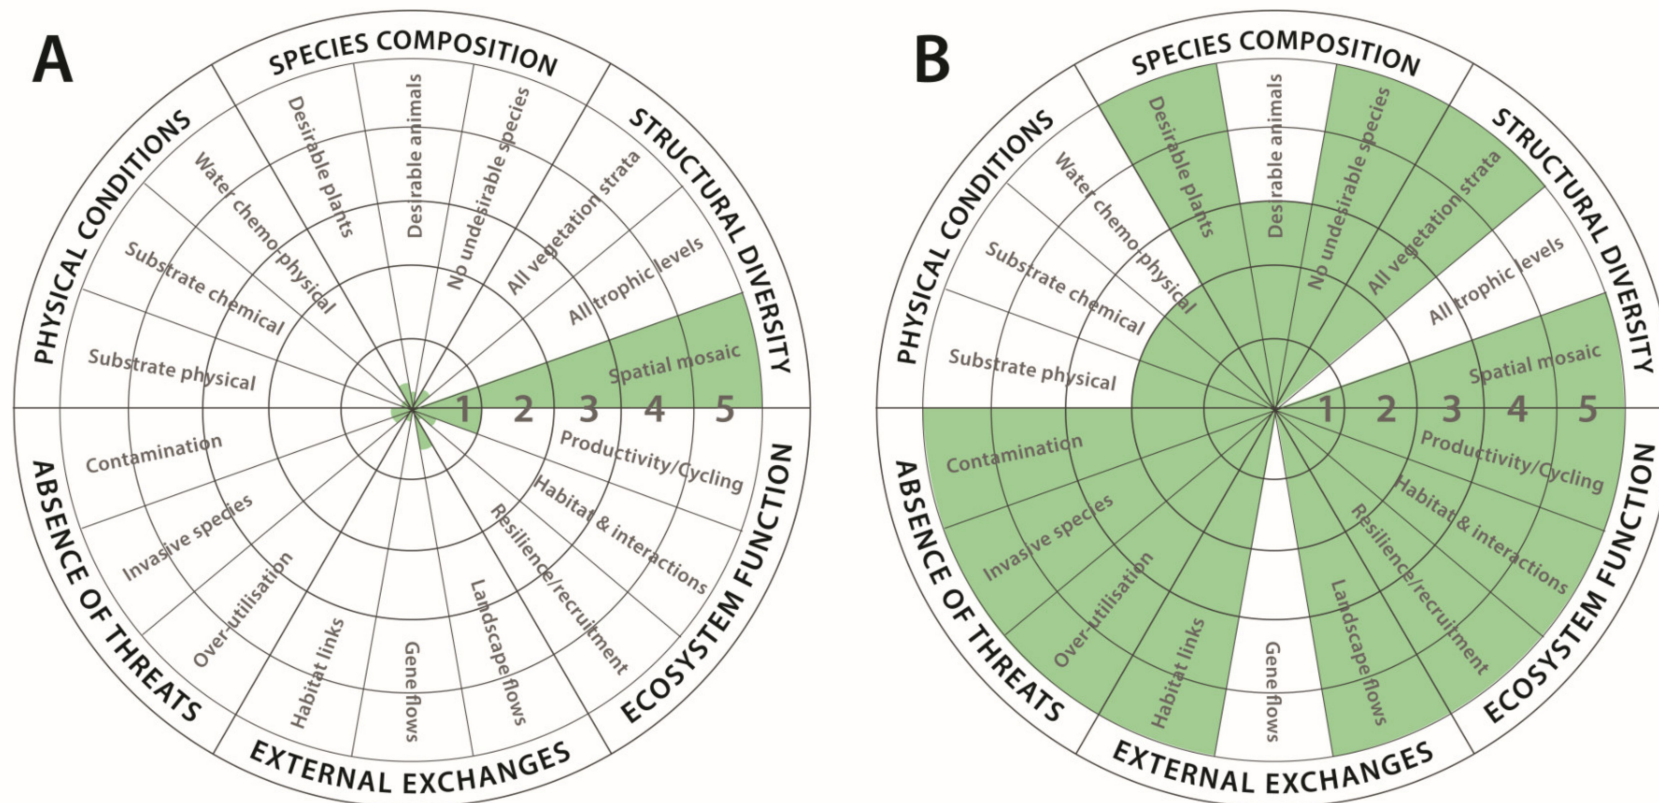 A
SPECIES COMPOSITION
STRUCTURAL DIVERSITY
ECOSYSTEM FUNCTION
EXTERNAL EXCHANGES
ABSENCE OF THREATS
PHYSICAL CONDITIONS
Desirable plants
Desirable animals
No undesirable species
All vegetation strata
All trophic levels
Spatial mosaic
1 2 3 4 5
Productivity/Cycling
Habitat & interactions
Resilience/recruitment
Landscape flows
Gene flows
Habitat links
Over-utilisation
Invasive species
Contamination
Substrate physical
Substrate chemical
Water chemo-physical
B
SPECIES COMPOSITION
STRUCTURAL DIVERSITY
ECOSYSTEM FUNCTION
EXTERNAL EXCHANGES
ABSENCE OF THREATS
PHYSICAL CONDITIONS
Desirable plants
Desirable animals
No undesirable species
All vegetation strata
All trophic levels
Spatial mosaic
1 2 3 4 5
Productivity/Cycling
Habitat & interactions
Resilience/recruitment
Landscape flows
Gene flows
Habitat links
Over-utilisation
Invasive species
Contamination
Substrate physical
Substrate chemical
Water chemo-physical